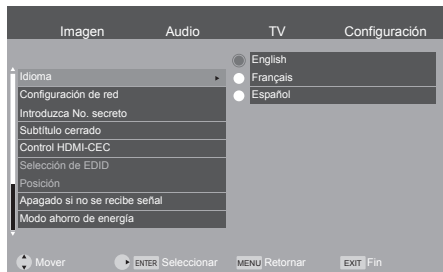 Imagen Audio TV Configuración
English
Idioma
Français
Configuración de red
Español
Introduzca No. secreto
Subtítulo cerrado
Control HDMI-CEC
Selección de EDID
Posición
Apagado si no se recibe señal
Modo ahorro de energía
Mover ENTER Seleccionar MENU Retornar EXIT Fin